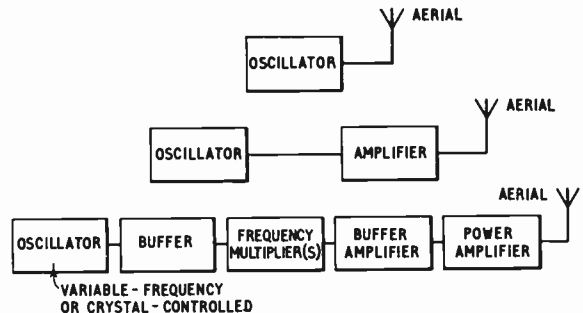 AERIAL
OSCILLATOR
AERIAL
OSCILLATOR
AMPLIFIER
AERIAL
OSCILLATOR
BUFFER
FREQUENCY
MULTIPLIER(S)
BUFFER
AMPLIFIER
POWER
AMPLIFIER
VARIABLE-FREQUENCY
OR CRYSTAL-CONTROLLED